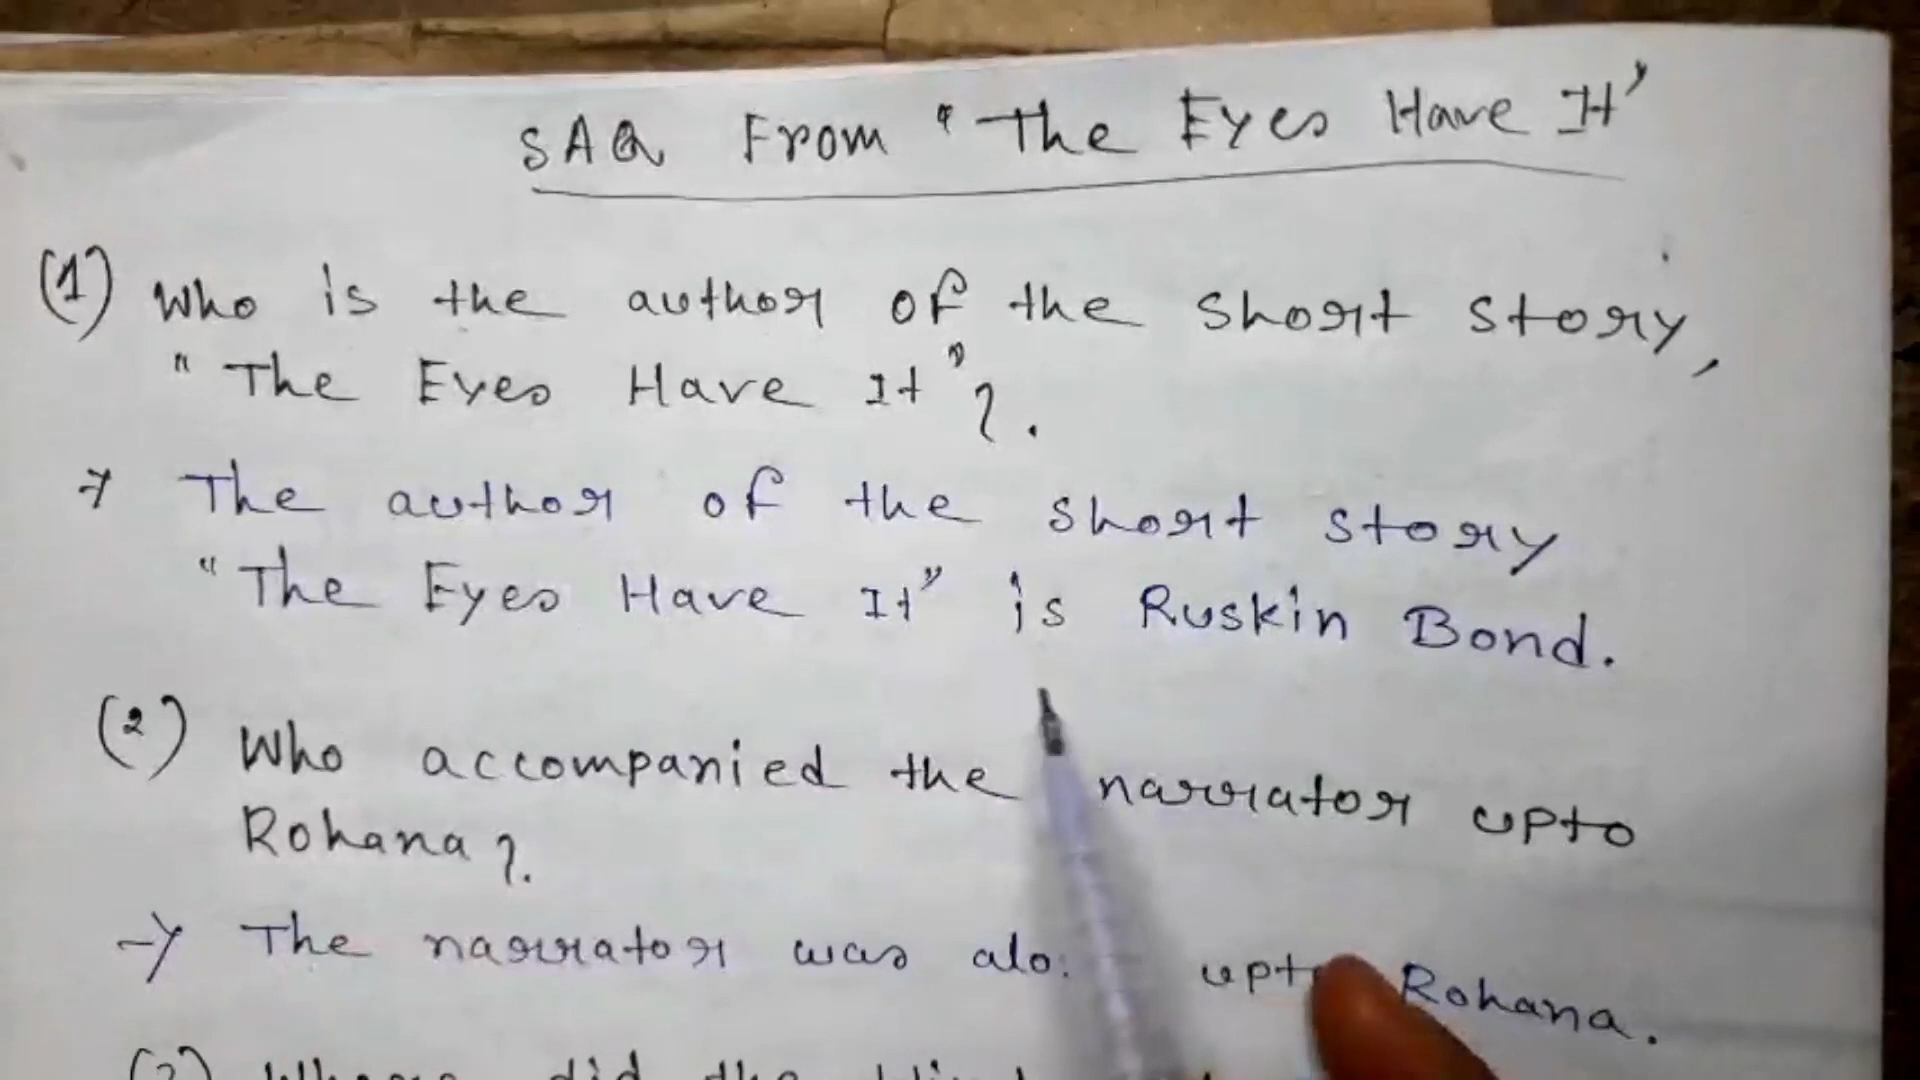 SAQ From "The Eyes Have It"
(1) Who is the author of the short story,
"The Eyes Have It"?.
→ The author of the short story
"The Eyes Have It" is Ruskin Bond.
(2) Who accompanied the narrator upto
Rohana?.
→ The narrator was upto Rohana.
did the